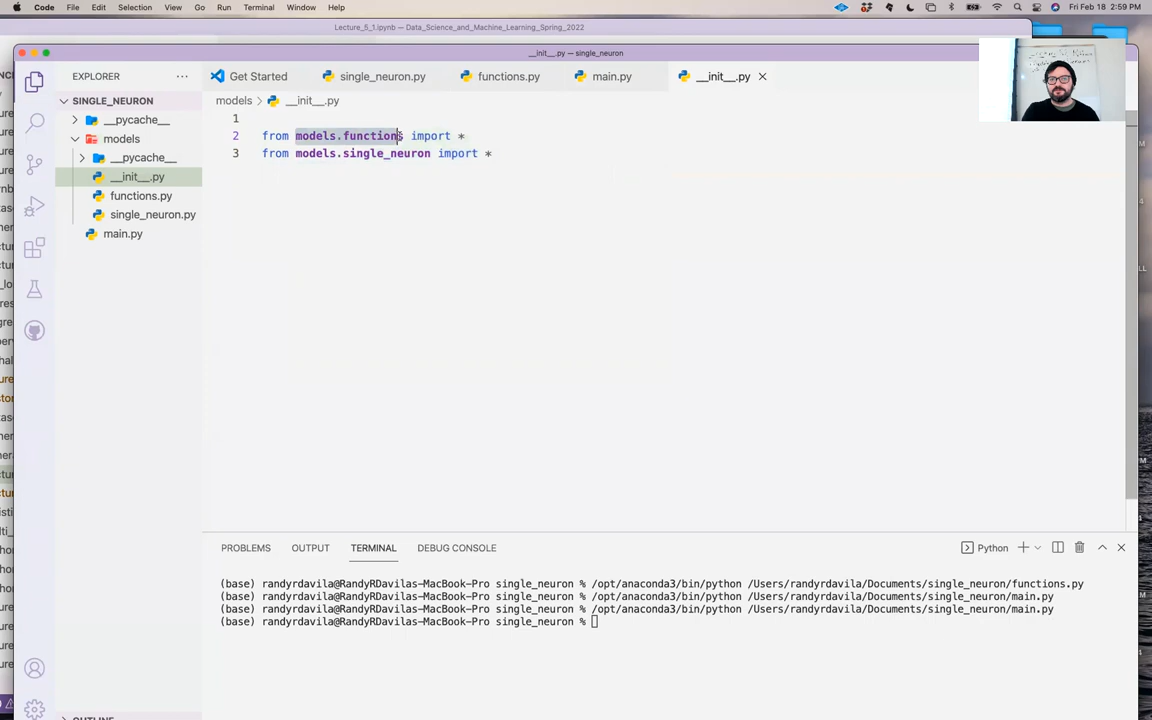 Code File Edit Selection View Go Run Terminal Window Help Fri Feb 18 2:59 PM
Lecture_5_1.ipynb — Data_Science_and_Machine_Learning_Spring_2022
__init__.py — single_neuron
EXPLORER ··· Get Started single_neuron.py functions.py main.py __init__.py
SINGLE_NEURON
models > __init__.py
__pycache__
1
models
2 from models.functions import *
__pycache__
3 from models.single_neuron import *
__init__.py
functions.py
single_neuron.py
main.py
PROBLEMS OUTPUT TERMINAL DEBUG CONSOLE Python
(base) randyrdavila@RandyRDavilas-MacBook-Pro single_neuron % /opt/anaconda3/bin/python /Users/randyrdavila/Documents/single_neuron/functions.py
(base) randyrdavila@RandyRDavilas-MacBook-Pro single_neuron % /opt/anaconda3/bin/python /Users/randyrdavila/Documents/single_neuron/main.py
(base) randyrdavila@RandyRDavilas-MacBook-Pro single_neuron % /opt/anaconda3/bin/python /Users/randyrdavila/Documents/single_neuron/main.py
(base) randyrdavila@RandyRDavilas-MacBook-Pro single_neuron %
OUTLINE